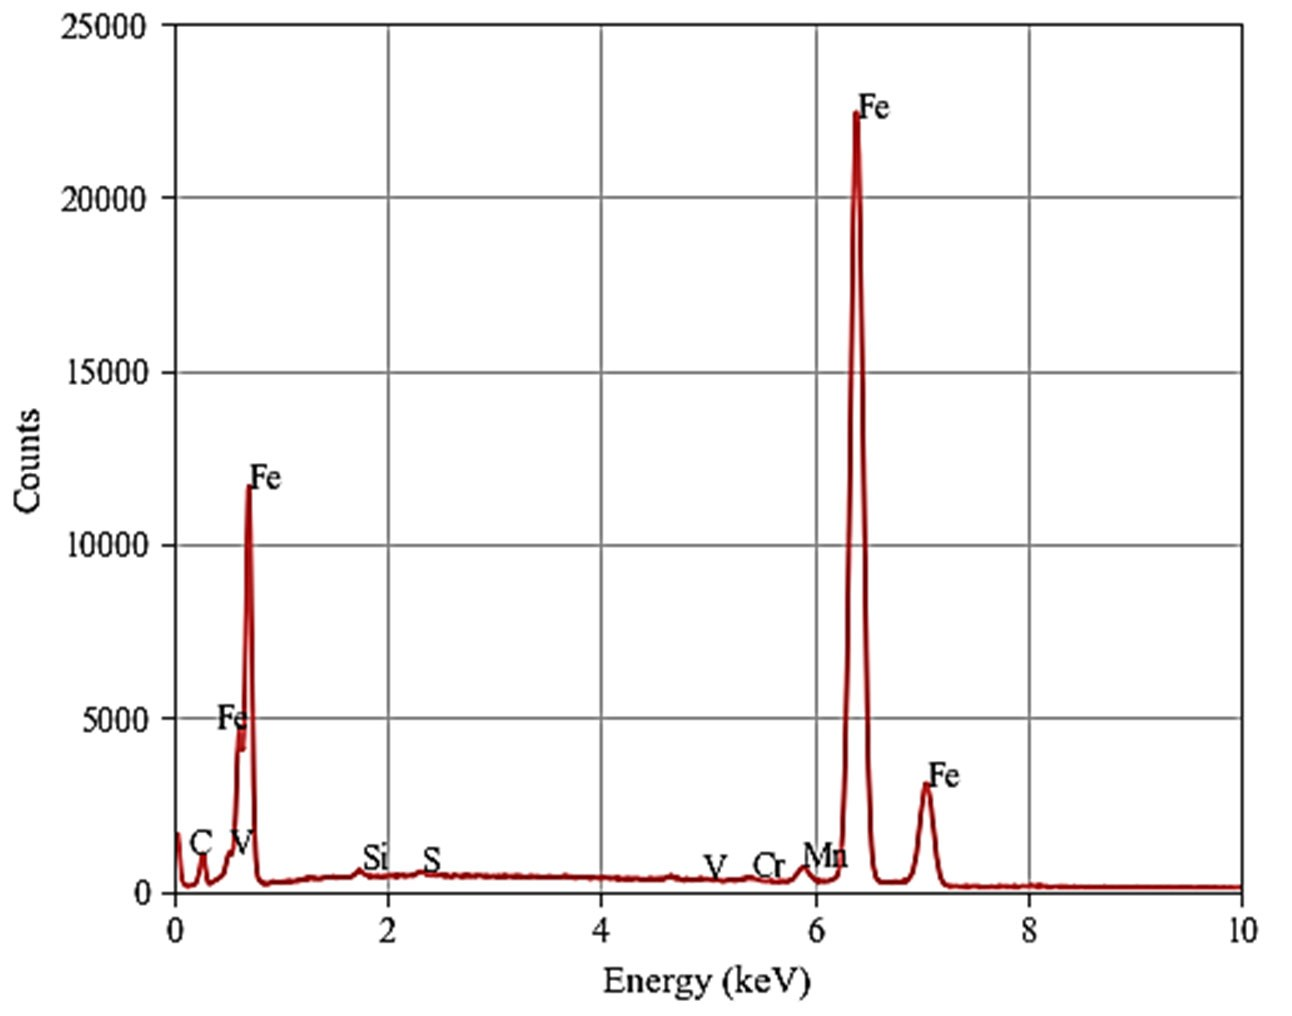 25000
20000
15000
10000
5000
0
Counts
Fe
Fe
Fe
Fe
C V Si S V Cr Mn
0 2 4 6 8 10
Energy (keV)